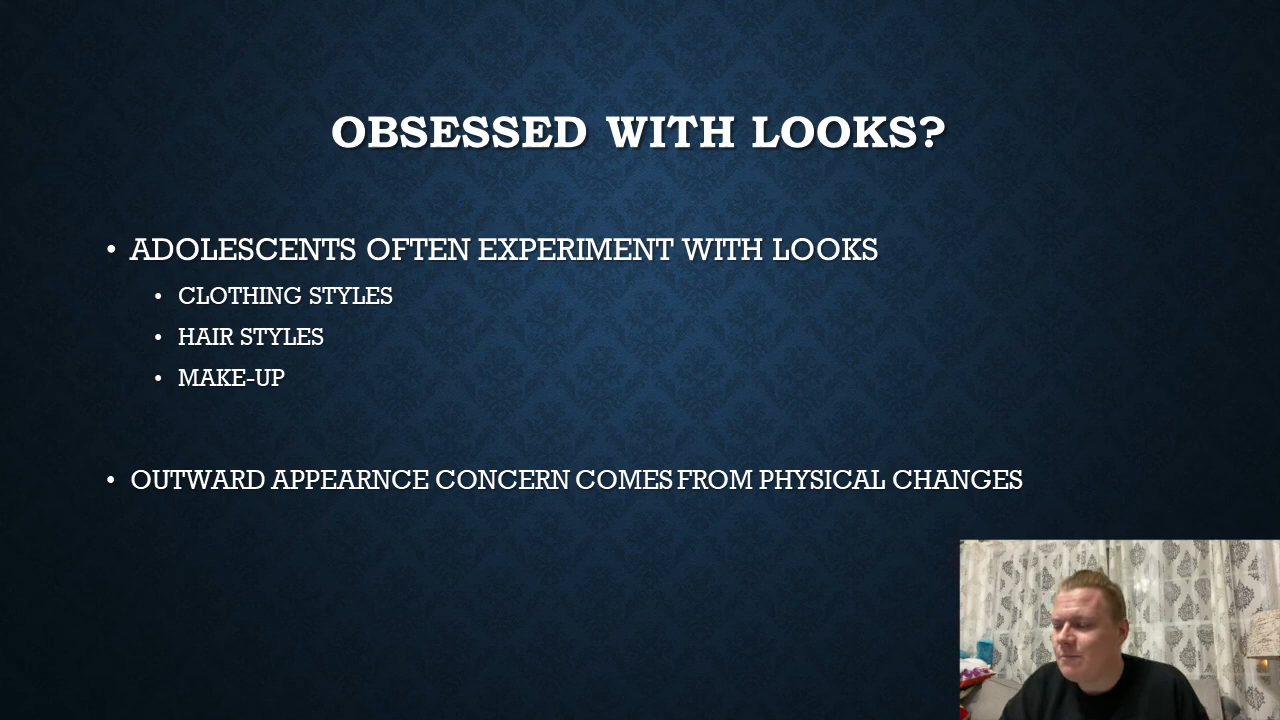 OBSESSED WITH LOOKS?
• ADOLESCENTS OFTEN EXPERIMENT WITH LOOKS
• CLOTHING STYLES
• HAIR STYLES
• MAKE-UP
• OUTWARD APPEARNCE CONCERN COMES FROM PHYSICAL CHANGES